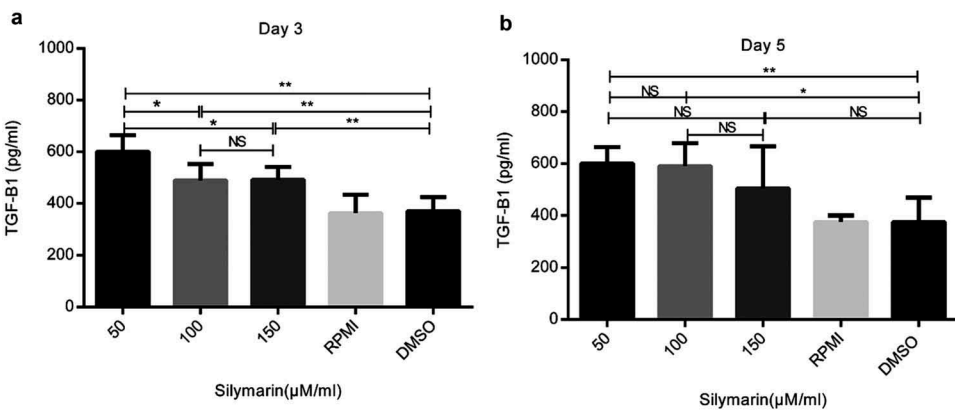 a
Day 3
1000
800
600
400
200
0
TGF-B1 (pg/ml)
**
*
**
*
**
NS
50
100
150
RPMI
DMSO
Silymarin(µM/ml)
b
Day 5
1000
800
600
400
200
0
TGF-B1 (pg/ml)
**
NS
*
NS
NS
NS
50
100
150
RPMI
DMSO
Silymarin(µM/ml)